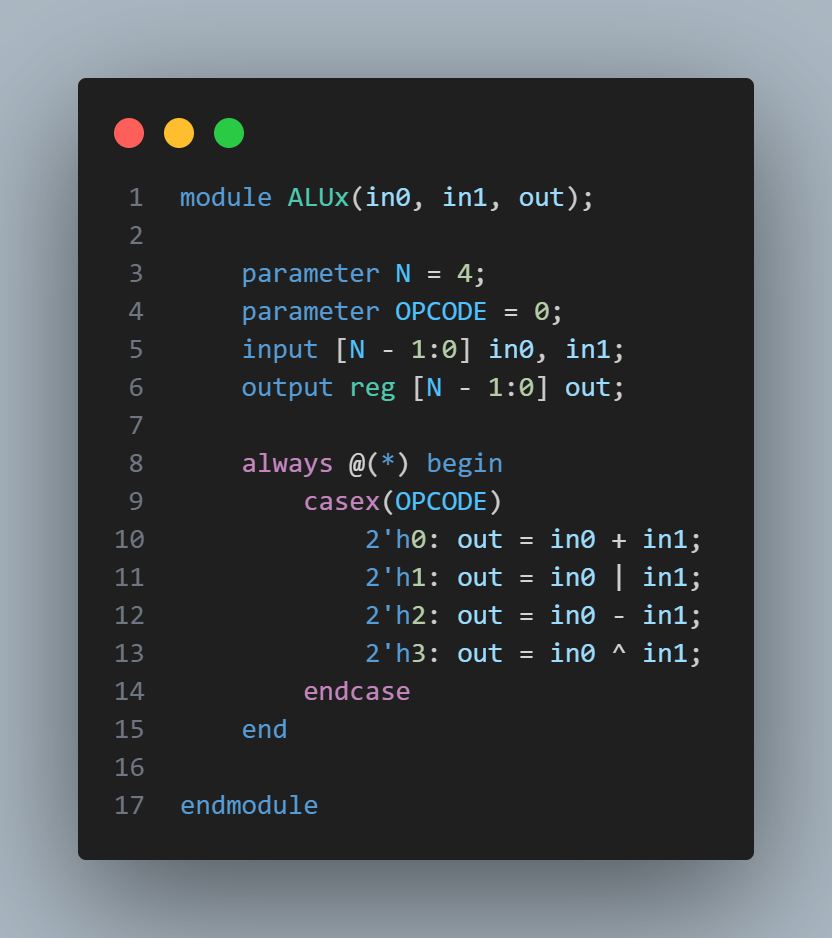 1 module ALUx(in0, in1, out);
2
3 parameter N = 4;
4 parameter OPCODE = 0;
5 input [N - 1:0] in0, in1;
6 output reg [N - 1:0] out;
7
8 always @(*) begin
9 casex(OPCODE)
10 2'h0: out = in0 + in1;
11 2'h1: out = in0 | in1;
12 2'h2: out = in0 - in1;
13 2'h3: out = in0 ^ in1;
14 endcase
15 end
16
17 endmodule